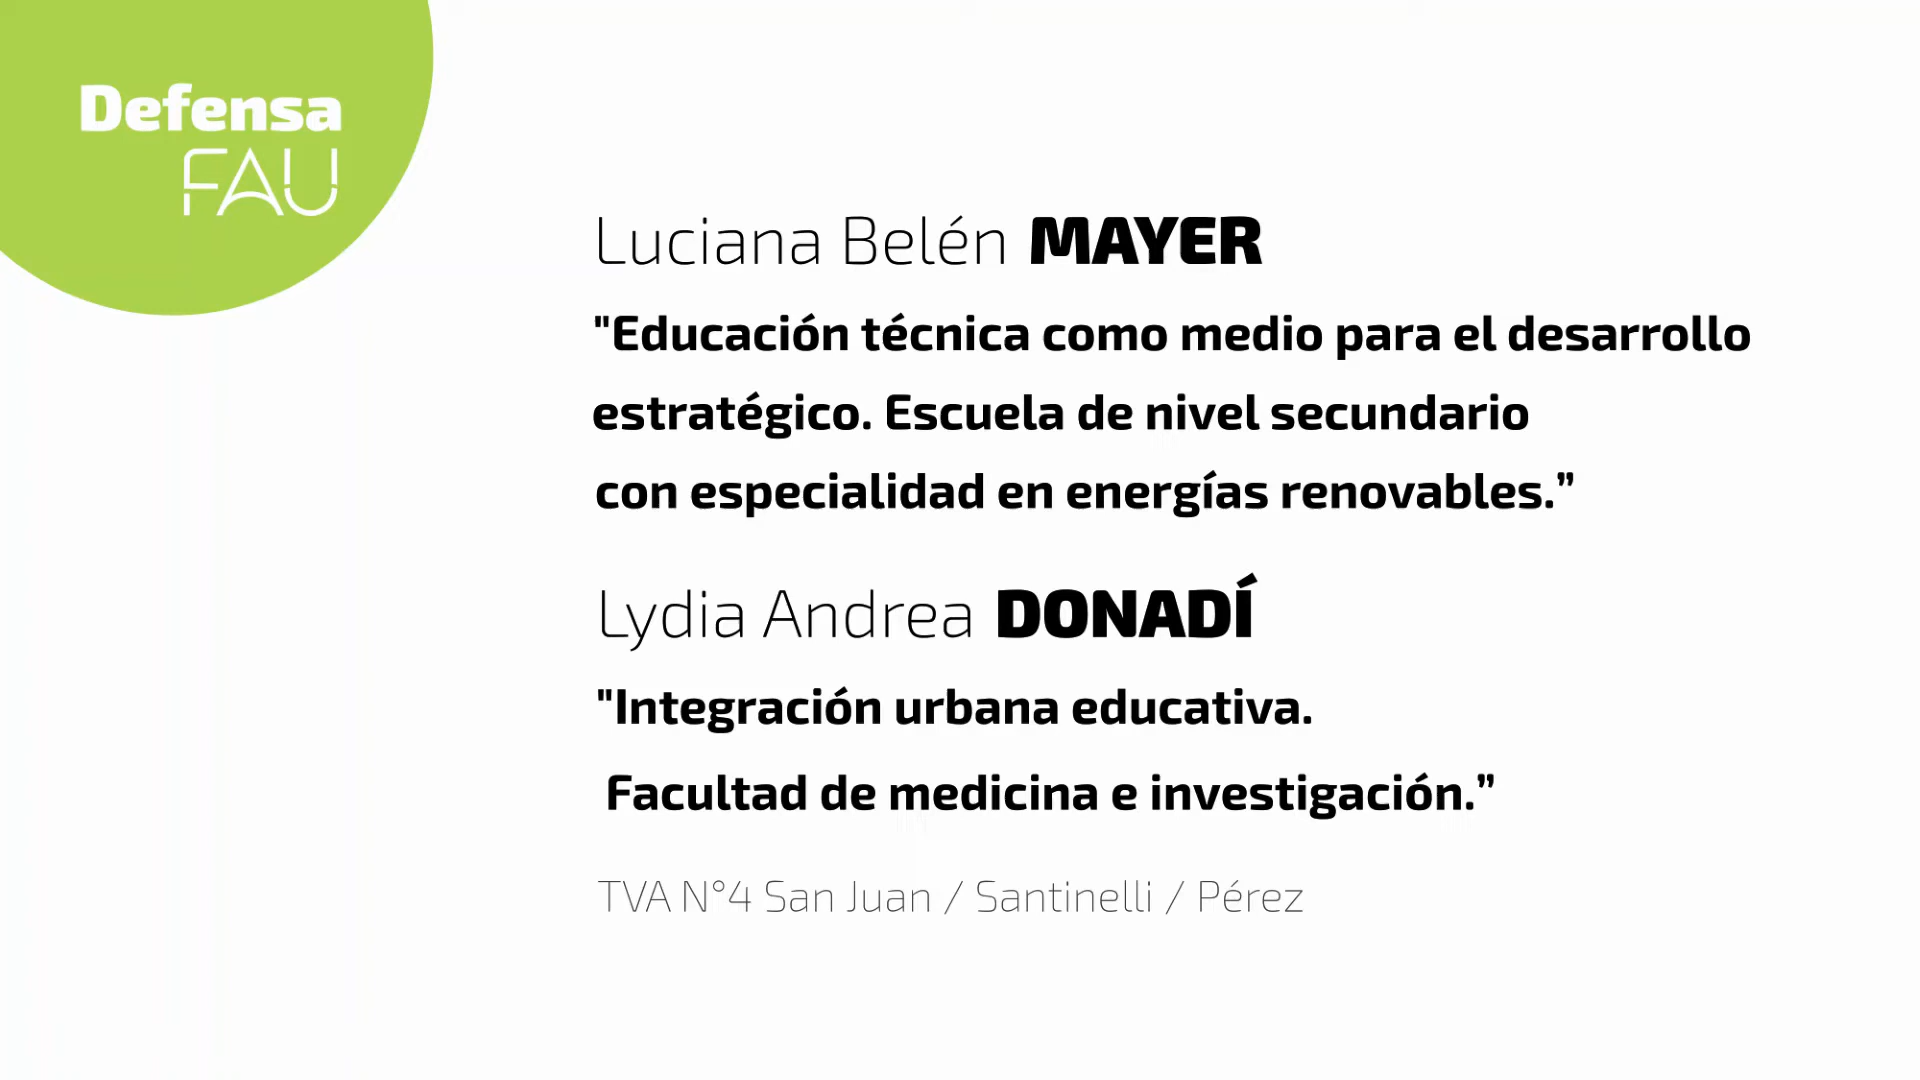 Defensa
FAU
Luciana Belén MAYER
"Educación técnica como medio para el desarrollo
estratégico. Escuela de nivel secundario
con especialidad en energías renovables.”
Lydia Andrea DONADÍ
"Integración urbana educativa.
Facultad de medicina e investigación.”
TVA N°4 San Juan / Santinelli / Pérez